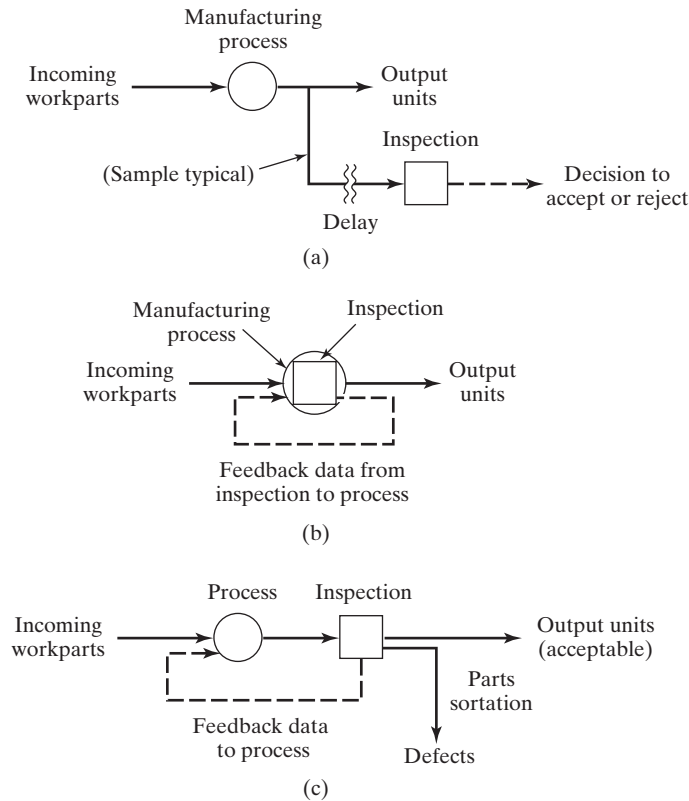 Manufacturing
process
Incoming
workparts
Output
units
Inspection
(Sample typical)
Decision to
accept or reject
Delay
(a)
Manufacturing
process
Inspection
Incoming
workparts
Output
units
Feedback data from
inspection to process
(b)
Process
Inspection
Incoming
workparts
Output units
(acceptable)
Parts
sortation
Feedback data
to process
Defects
(c)